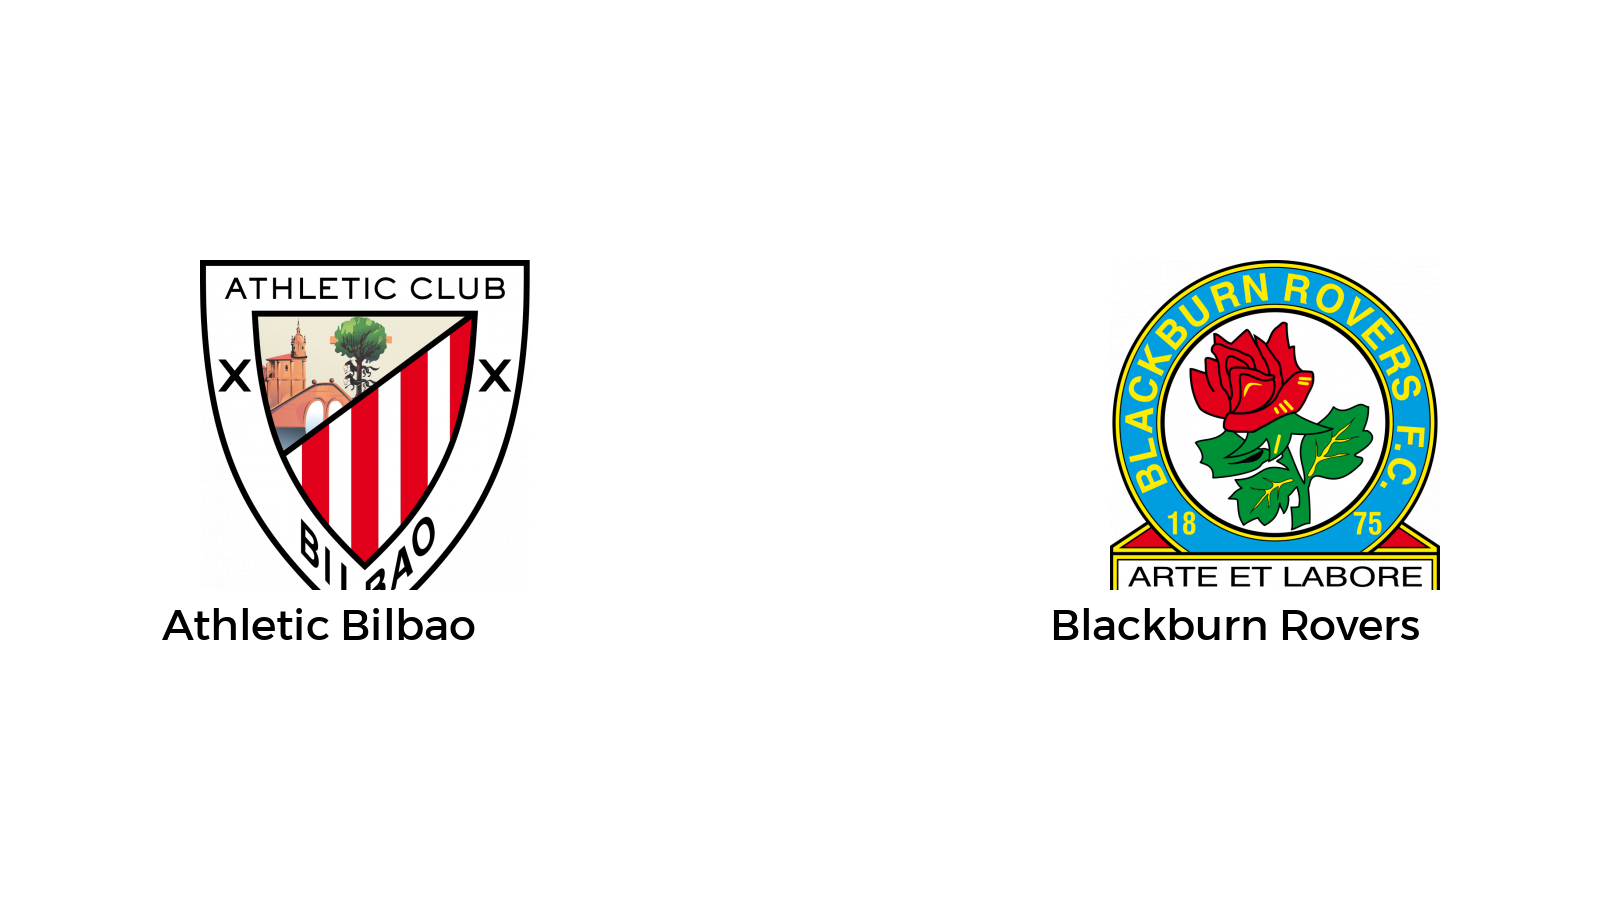 ATHLETIC CLUB
X X
BILBAO
Athletic Bilbao
BLACKBURN ROVERS F.C.
18 75
ARTE ET LABORE
Blackburn Rovers